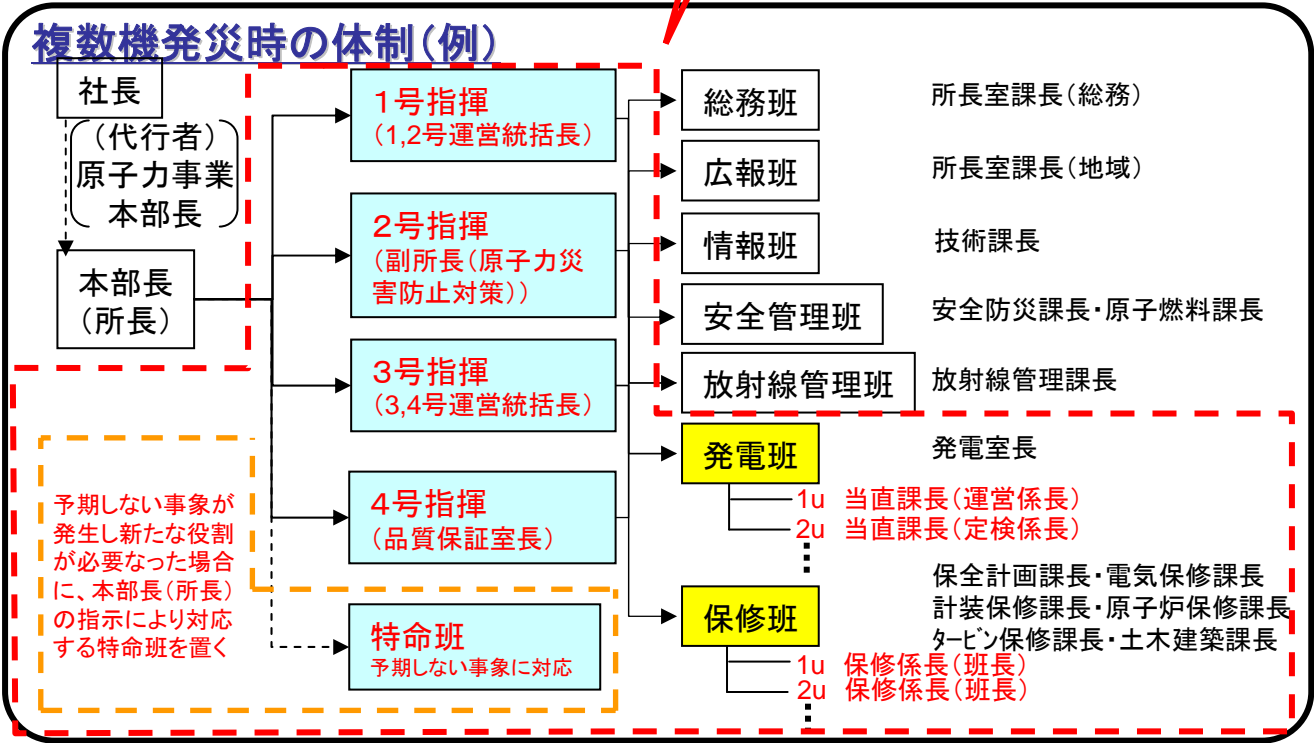 複数機発災時の体制(例)
社長
(代行者)
原子力事業
本部長
本部長
(所長)
予期しない事象が
発生し新たな役割
が必要なった場合
に、本部長(所長)
の指示により対応
する特命班を置く
1号指揮
(1,2号運営統括長)
2号指揮
(副所長(原子力災
害防止対策))
3号指揮
(3,4号運営統括長)
4号指揮
(品質保証室長)
特命班
予期しない事象に対応
総務班 所長室課長(総務)
広報班 所長室課長(地域)
情報班 技術課長
安全管理班 安全防災課長・原子燃料課長
放射線管理班 放射線管理課長
発電班 発電室長
1u 当直課長(運営係長)
2u 当直課長(定検係長)
保修班
保全計画課長・電気保修課長
計装保修課長・原子炉保修課長
タービン保修課長・土木建築課長
1u 保修係長(班長)
2u 保修係長(班長)